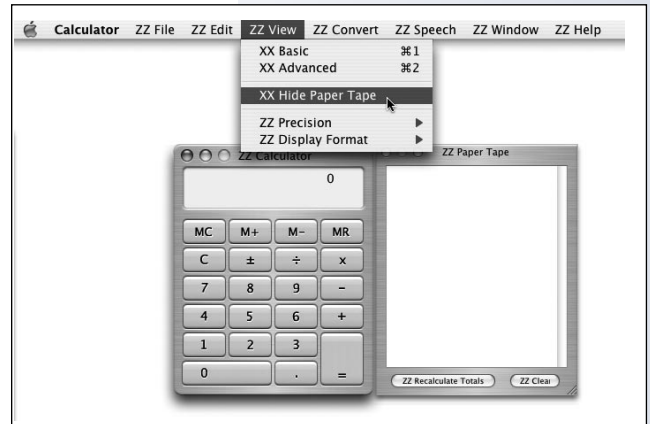 Calculator ZZ File ZZ Edit ZZ View ZZ Convert ZZ Speech ZZ Window ZZ Help
XX Basic ⌘1
XX Advanced ⌘2
XX Hide Paper Tape
ZZ Precision
ZZ Display Format
ZZ Calculator
ZZ Paper Tape
0
MC M+ M- MR
C ± ÷ x
7 8 9 -
4 5 6 +
1 2 3
0 . =
ZZ Recalculate Totals ZZ Clear